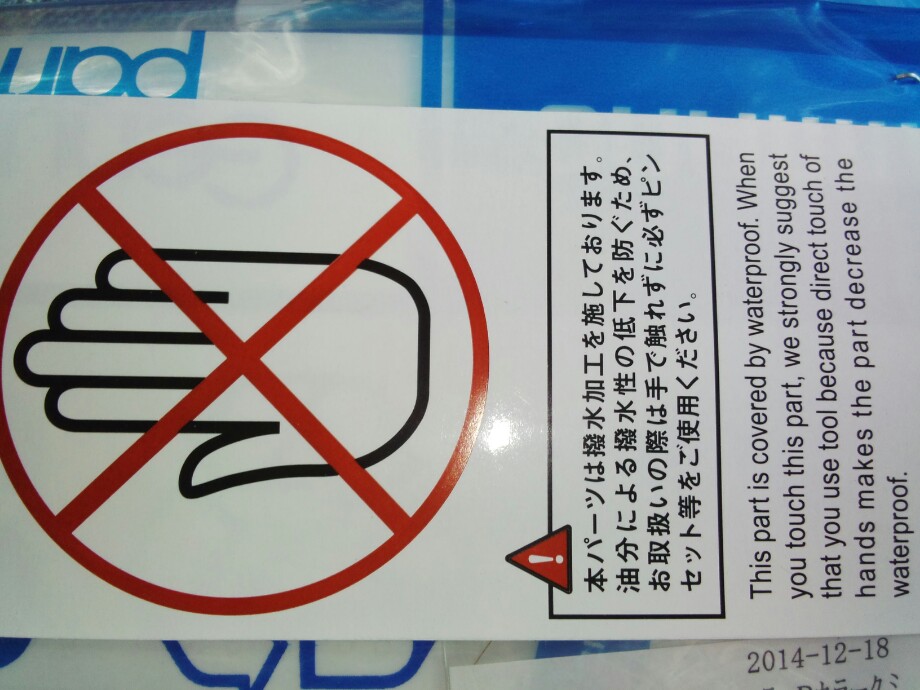 本パーツは撥水加工を施しております。
油分による撥水性の低下を防ぐため、
お取扱いの際は手で触れずに必ずピン
セット等をご使用ください。
This part is covered by waterproof. When
you touch this part, we strongly suggest
that you use tool because direct touch of
hands makes the part decrease the
waterproof.
2014-12-18